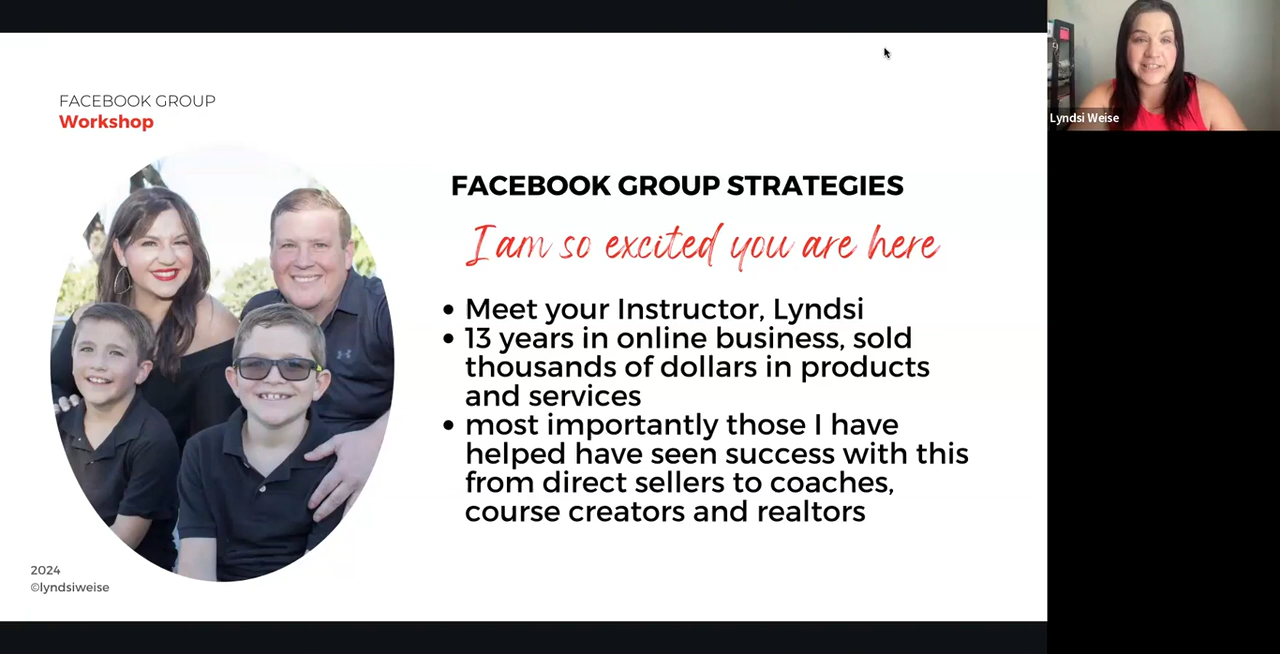 FACEBOOK GROUP
Workshop
FACEBOOK GROUP STRATEGIES
I am so excited you are here
• Meet your Instructor, Lyndsi
• 13 years in online business, sold
thousands of dollars in products
and services
• most importantly those I have
helped have seen success with this
from direct sellers to coaches,
course creators and realtors
2024
©lyndsiweise
Lyndsi Weise